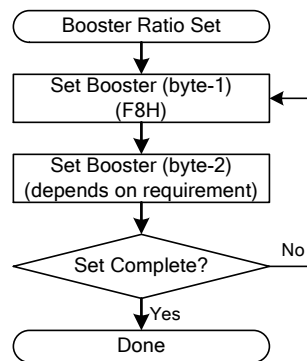 Booster Ratio Set
Set Booster (byte-1)
(F8H)
Set Booster (byte-2)
(depends on requirement)
Set Complete?
No
Yes
Done